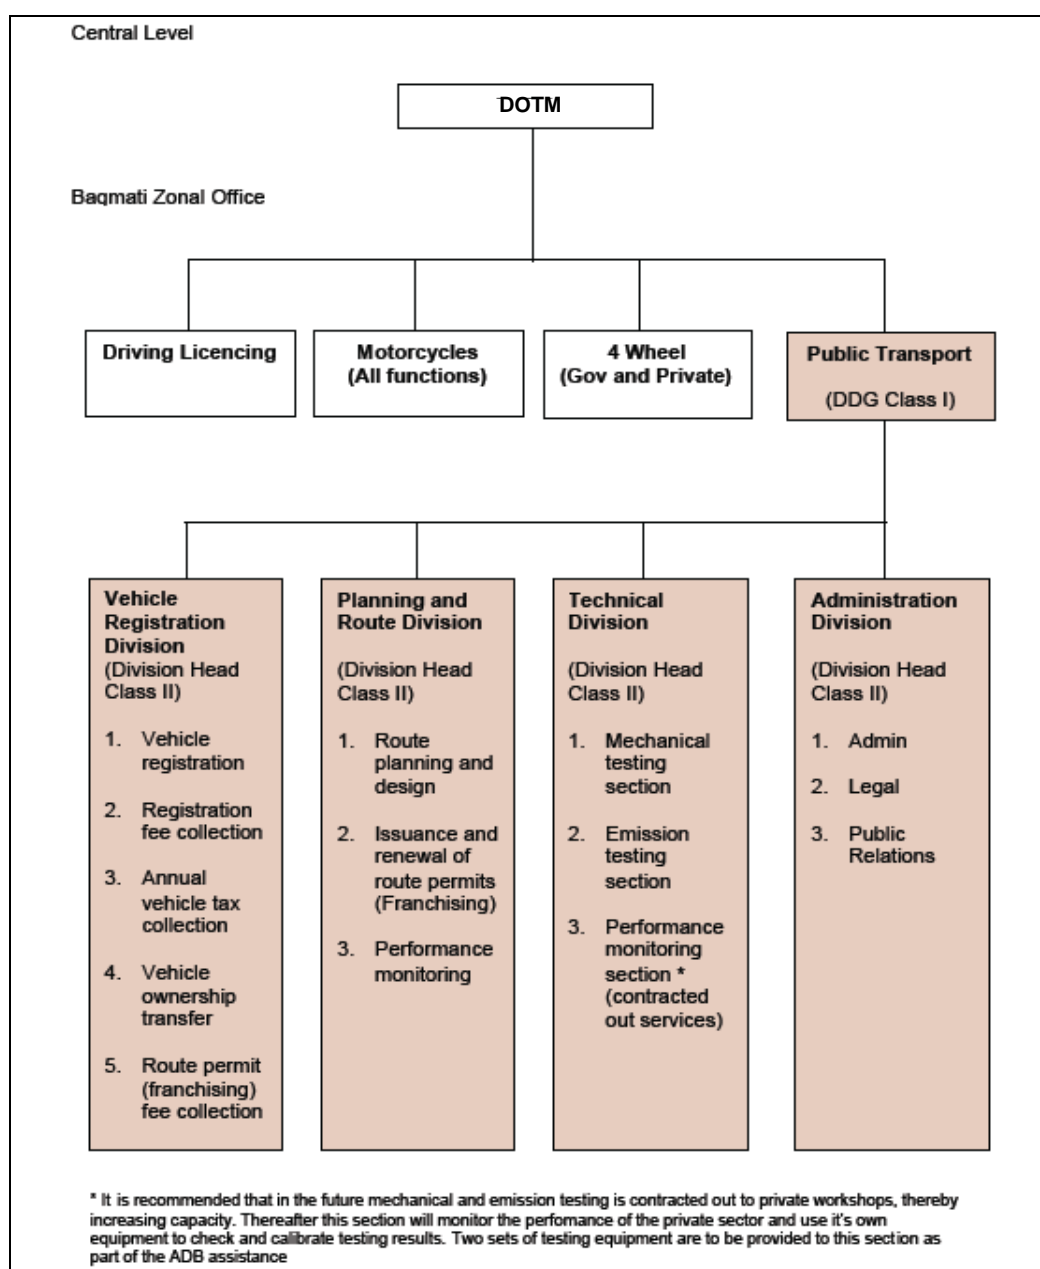 Central Level
DOTM
Bagmati Zonal Office
Driving Licencing
Motorcycles
(All functions)
4 Wheel
(Gov and Private)
Public Transport
(DDG Class I)
Vehicle
Registration
Division
(Division Head
Class II)
1. Vehicle
registration
2. Registration
fee collection
3. Annual
vehicle tax
collection
4. Vehicle
ownership
transfer
5. Route permit
(franchising)
fee collection
Planning and
Route Division
(Division Head
Class II)
1. Route
planning and
design
2. Issuance and
renewal of
route permits
(Franchising)
3. Performance
monitoring
Technical
Division
(Division Head
Class II)
1. Mechanical
testing
section
2. Emission
testing
section
3. Performance
monitoring
section *
(contracted
out services)
Administration
Division
(Division Head
Class II)
1. Admin
2. Legal
3. Public
Relations
* It is recommended that in the future mechanical and emission testing is contracted out to private workshops, thereby
increasing capacity. Thereafter this section will monitor the perfomance of the private sector and use it's own
equipment to check and calibrate testing results. Two sets of testing equipment are to be provided to this section as
part of the ADB assistance